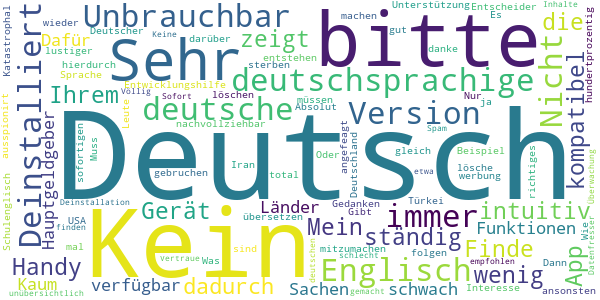 Katastrophal
wieder
Dafür
lustiger
Unbrauchbar
Deutscher
Keine
darüber
hierdurch
entstehen
Sprache
Sehr
zeigt
sterben
bitte
machen
gut
danke
Unterstützung
Entscheider
Es
die
Inhalte
hundertprozentig
Deinstalliert
Ihrem
Entwicklungshilfe
Völlig
Sofort
löschen
deutschsprachige
Nur
ja
Nicht
kompatibel
ausspioniert
Hauptgeldgeber
Leute
sofortigen
Muss
nachvollziehbar
deutsche
müssen
Absolut
Iran
Oder
total
Version
angefeagt
Deutschland
Spam
gleich
etwa
Beispiel
lösche
werbung
richtiges
App
Wie
Überwachung
Datenfresser
Deutsch
gebruchen
Schulenglisch
Deinstallation
Länder
USA
finden
übersetzen
Gerät
Mein
Gedanken
Gibt
immer
Türkei
intuitiv
Funktionen
mal
Kein
ständig
Finde
Handy
Kaum
unübersichtlich
verfügbar
dadurch
vertraue
Was
sind
deutschen
gemacht
schlecht
Englisch
mitzumachen
folgen
wenig
Sachen
schwach
empfohlen
Interesse
Dann
ansonsten